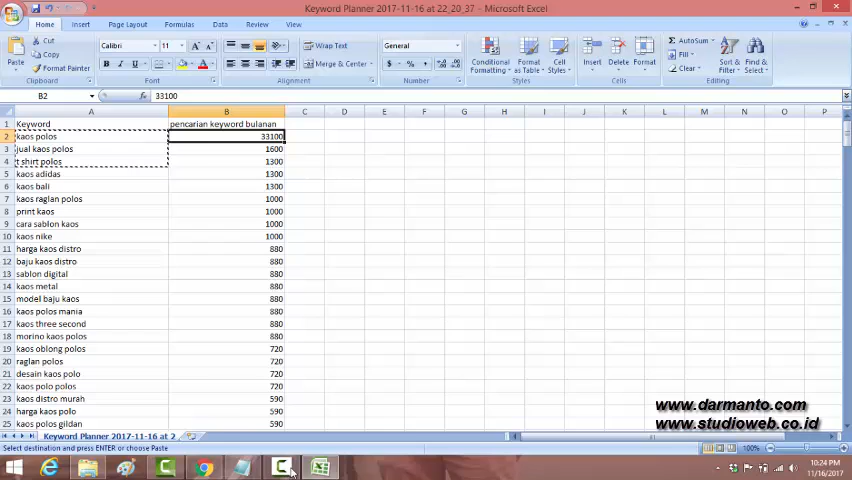 Keyword Planner 2017-11-16 at 22_20_37 - Microsoft Excel
Home Insert Page Layout Formulas Data Review View
Cut
Copy
Format Painter
Paste
Clipboard
Calibri 11
B I U
Font
Wrap Text
Merge & Center
Alignment
General
$ % ,
Number
Conditional Formatting
Format as Table
Cell Styles
Styles
Insert Delete Format
Cells
AutoSum
Fill
Clear
Sort & Filter
Find & Select
Editing
B2 fx 33100
A B C D E F G H I J K L M N O P
1 Keyword pencarian keyword bulanan
2 kaos polos 33100
3 jual kaos polos 1600
4 t shirt polos 1300
5 kaos adidas 1300
6 kaos bali 1300
7 kaos raglan polos 1000
8 print kaos 1000
9 cara sablon kaos 1000
10 kaos nike 1000
11 harga kaos distro 880
12 baju kaos distro 880
13 sablon digital 880
14 kaos metal 880
15 model baju kaos 880
16 kaos polos mania 880
17 kaos three second 880
18 morino kaos polos 880
19 kaos oblong polos 720
20 raglan polos 720
21 desain kaos polo 720
22 kaos polo polos 720
23 kaos distro murah 590
24 harga kaos polo 590
25 kaos polos gildan 590
www.darmanto.com
www.studioweb.co.id
Keyword Planner 2017-11-16 at 2
Select destination and press ENTER or choose Paste
100%
10:24 PM
11/16/2017